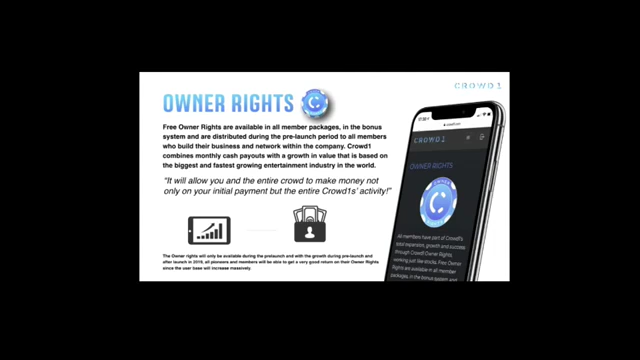 CROWD1
OWNER RIGHTS
Free Owner Rights are available in all member packages, in the bonus
system and are distributed during the pre-launch period to all members
who build their business and network within the company. Crowd1
combines monthly cash payouts with a growth in value that is based on
the biggest and fastest growing entertainment industry in the world.
"It will allow you and the entire crowd to make money not
only on your initial payment but the entire Crowd1s' activity!"
The Owner rights will only be available during the prelaunch and with the growth during pre-launch and
after launch in 2019, all pioneers and members will be able to get a very good return on their Owner Rights
since the user base will increase massively
CROWD1
OWNER RIGHTS
All members have part of Crowd1's
total expansion, growth and success
through Crowd1 Owner Rights,
working just like stocks. Free Owner
Rights are available in all member
packages, in the bonus system and